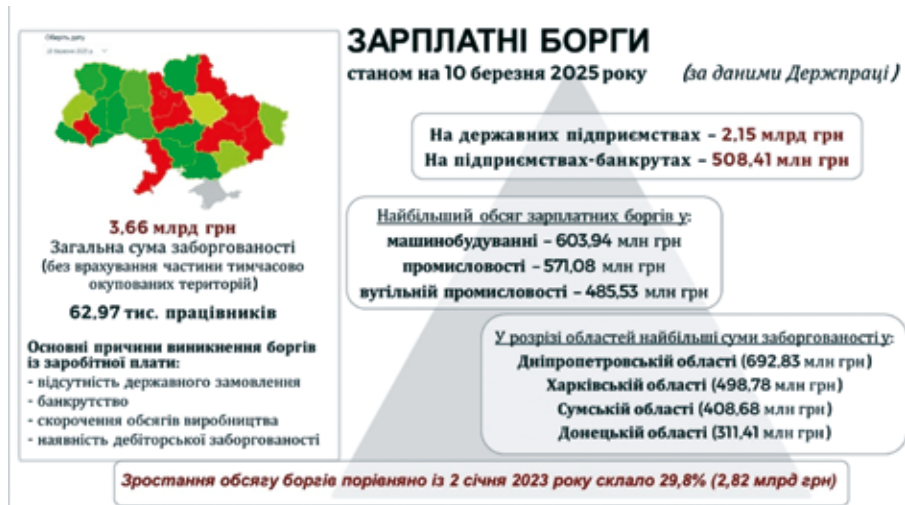 Оберіть дату
10 березня 2025 р.
ЗАРПЛАТНІ БОРГИ
станом на 10 березня 2025 року (за даними Держпраці)
На державних підприємствах – 2,15 млрд грн
На підприємствах-банкрутах – 508,41 млн грн
3,66 млрд грн
Загальна сума заборгованості
(без врахування частини тимчасово
окупованих територій)
62,97 тис. працівників
Основні причини виникнення боргів
із заробітної плати:
- відсутність державного замовлення
- банкрутство
- скорочення обсягів виробництва
- наявність дебіторської заборгованості
Найбільший обсяг зарплатних боргів у:
машинобудуванні – 603,94 млн грн
промисловості – 571,08 млн грн
вугільній промисловості – 485,53 млн грн
У розрізі областей найбільші суми заборгованості у:
Дніпропетровській області (692,83 млн грн)
Харківській області (498,78 млн грн)
Сумській області (408,68 млн грн)
Донецькій області (311,41 млн грн)
Зростання обсягу боргів порівняно із 2 січня 2023 року склало 29,8% (2,82 млрд грн)